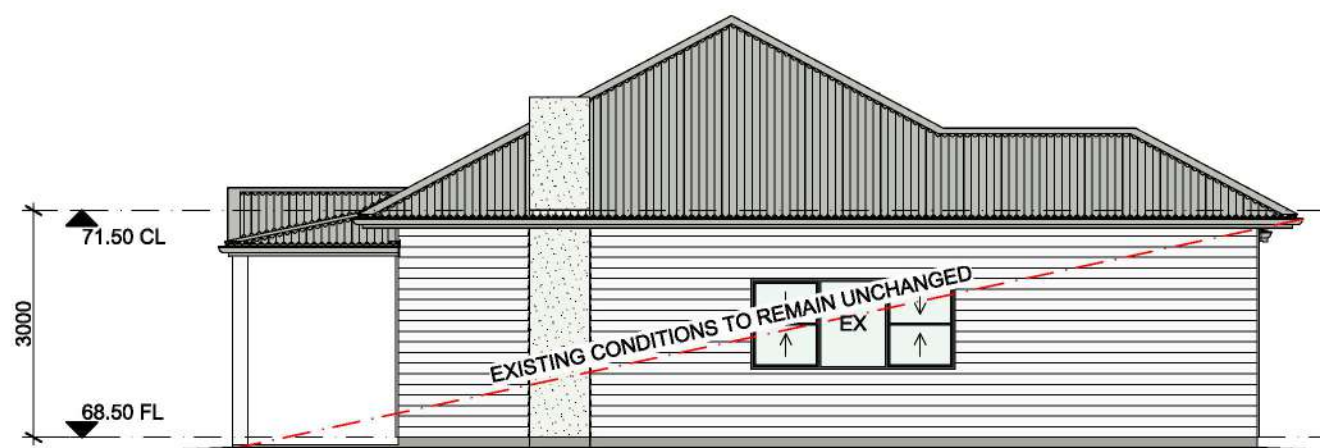 71.50 CL
3000
EXISTING CONDITIONS TO REMAIN UNCHANGED
EX
68.50 FL